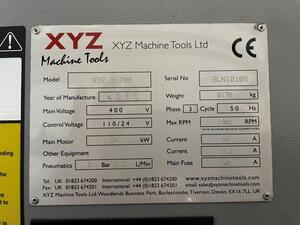 XYZ XYZ Machine Tools Ltd CE
Machine Tools
Model Serial No SLN10100
Year of Manufacture Weight 8170 kg
Main Voltage 400 V Phase 3 Cycle 50 Hz
Control Voltage 110/24 V Max RPM RPM
Main Motor Current
Other Equipment Current
Bar L/Min Main Fuse
Tel UK 01823 674200 International +44 (0)1823 674200 www.xyzmachinetools.com
Fax UK 01823 674201 International +44 (0)1823 674201 sales@xyzmachinetools.com
XYZ Machine Tools Ltd, Woodlands Business Park, Burlescombe, Tiverton, Devon, EX16 7LL UK